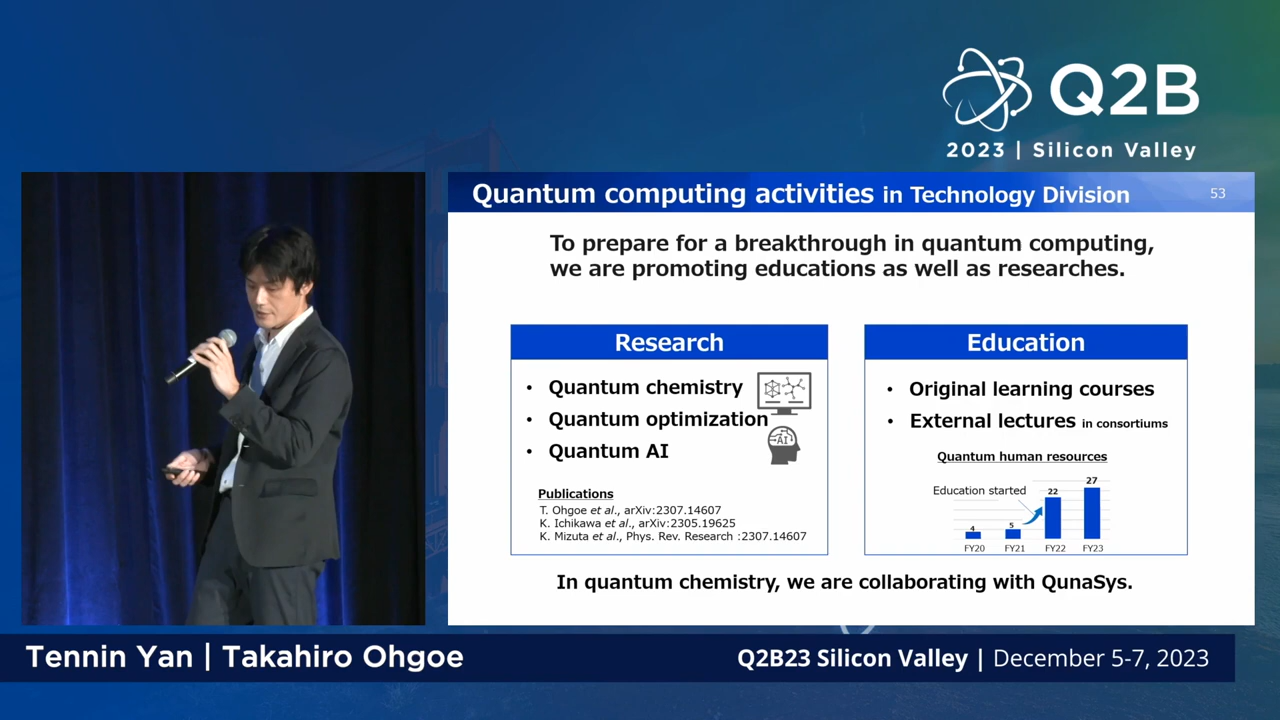 Q2B
2023 | Silicon Valley
Quantum computing activities in Technology Division
53
To prepare for a breakthrough in quantum computing,
we are promoting educations as well as researches.
Research
• Quantum chemistry
• Quantum optimization
• Quantum AI
AI
Publications
T. Ohgoe et al., arXiv:2307.14607
K. Ichikawa et al., arXiv:2305.19625
K. Mizuta et al., Phys. Rev. Research :2307.14607
Education
• Original learning courses
• External lectures in consortiums
Quantum human resources
Education started
4
5
22
27
FY20
FY21
FY22
FY23
In quantum chemistry, we are collaborating with QunaSys.
Tennin Yan | Takahiro Ohgoe
Q2B23 Silicon Valley | December 5-7, 2023